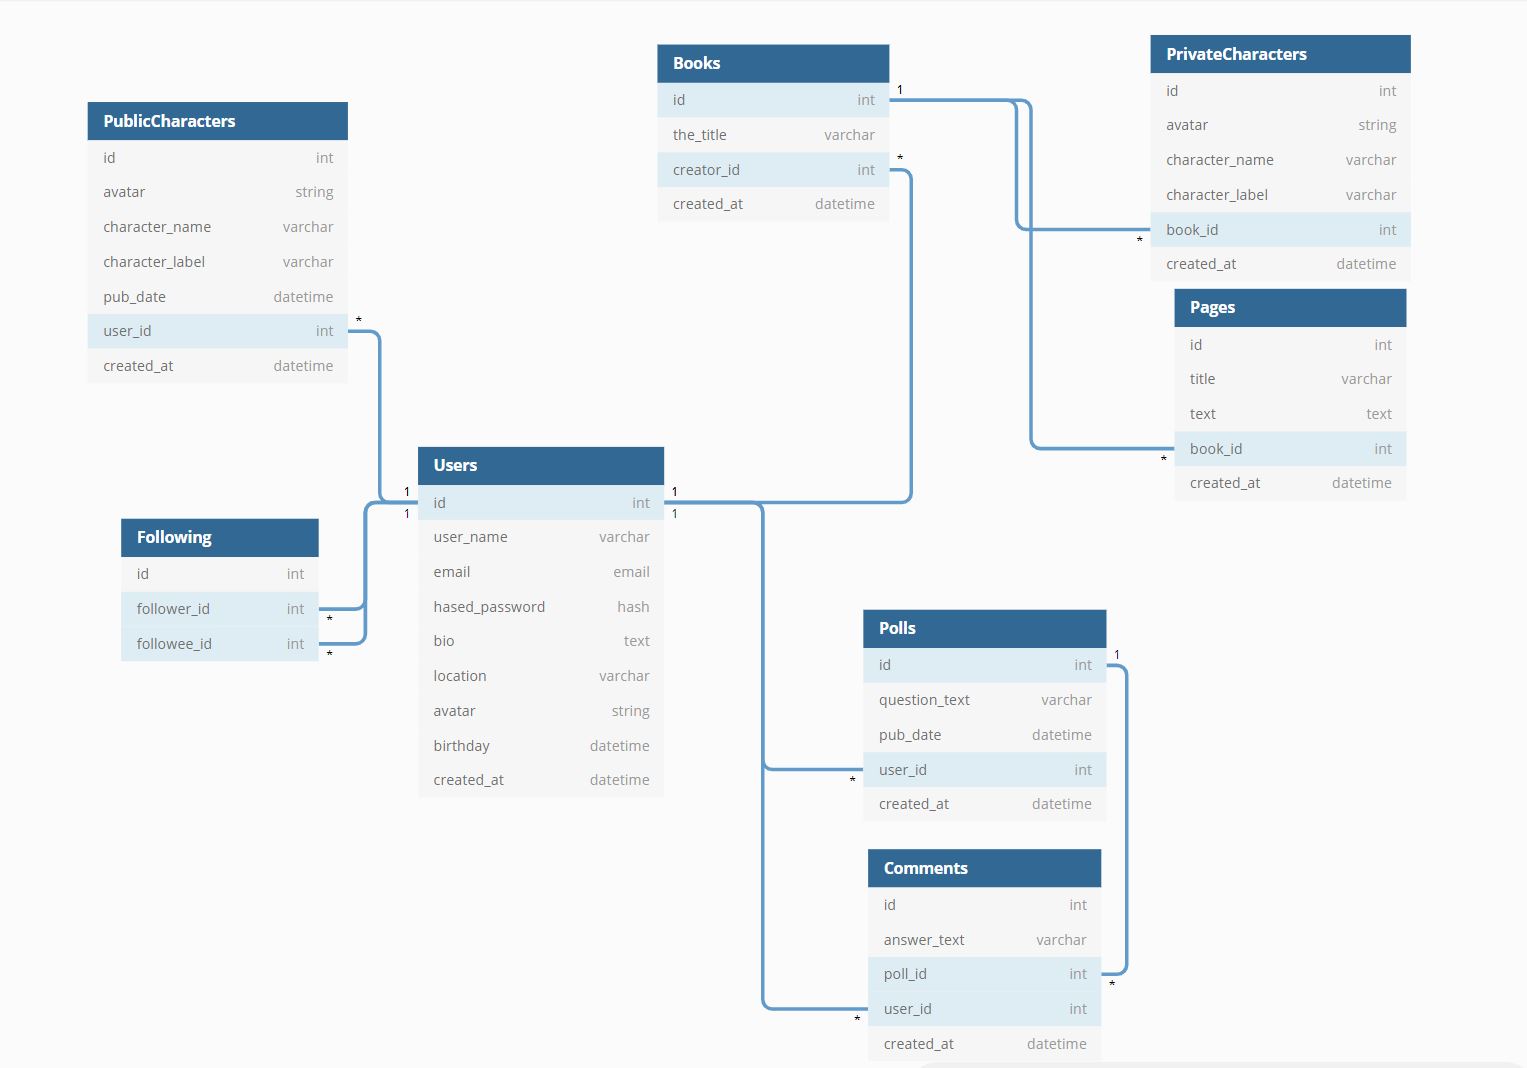 PublicCharacters
id int
avatar string
character_name varchar
character_label varchar
pub_date datetime
user_id int
*
created_at datetime
Books
id int
1
the_title varchar
creator_id int
*
created_at datetime
PrivateCharacters
id int
avatar string
character_name varchar
character_label varchar
book_id int
*
created_at datetime
Pages
id int
title varchar
text text
book_id int
*
created_at datetime
Users
1
id int
1
1
1
user_name varchar
email email
hased_password hash
bio text
location varchar
avatar string
birthday datetime
created_at datetime
Following
id int
follower_id int
*
followee_id int
*
Polls
id int
1
question_text varchar
pub_date datetime
user_id int
*
created_at datetime
Comments
id int
answer_text varchar
poll_id int
*
user_id int
*
created_at datetime